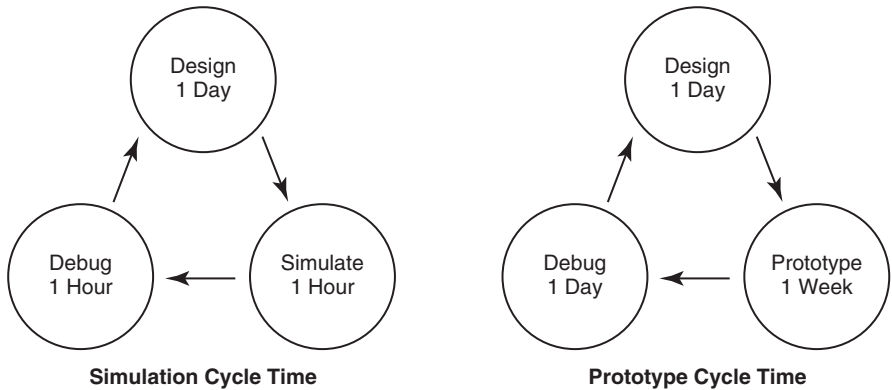 Design
1 Day
Debug
1 Hour
Simulate
1 Hour
Simulation Cycle Time
Design
1 Day
Debug
1 Day
Prototype
1 Week
Prototype Cycle Time